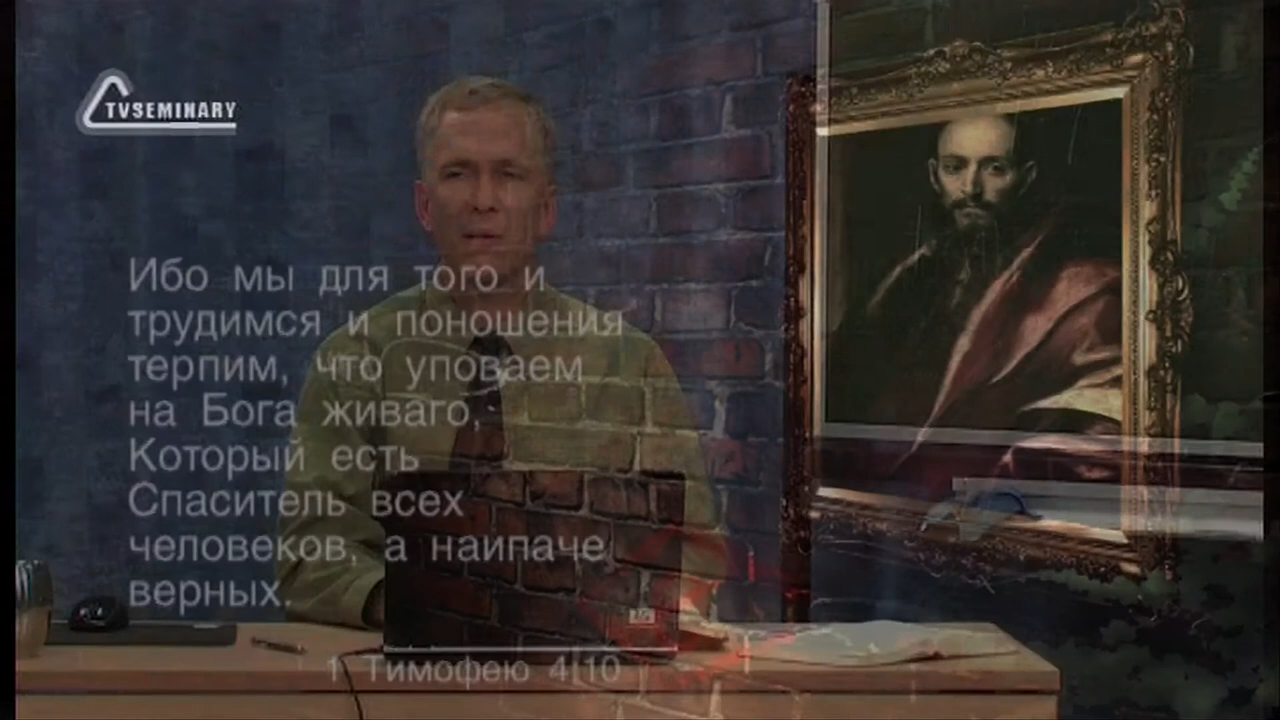 TVSEMINARY
Ибо мы для того и
трудимся и поношения
терпим, что уповаем
на Бога живаго,
Который есть
Спаситель всех
человеков, а наипаче
верных.
1 Тимофею 4:10